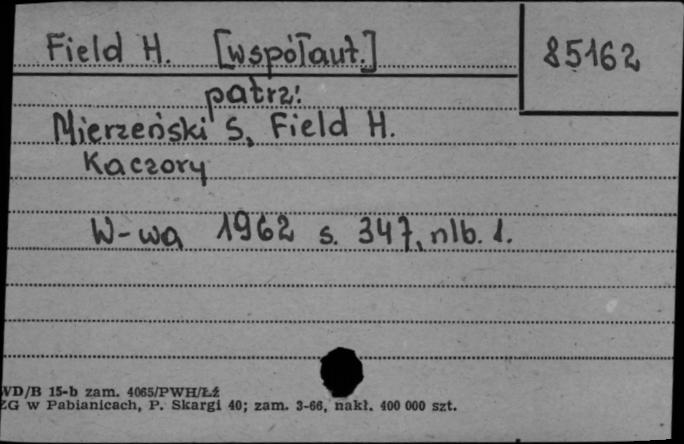 Field H. [współaut.]
85162
patrz:
Mierzeński S, Field H.
Kaczory
W-wa 1962 s. 347, nlb. 1.
WD/B 15-b zam. 4065/PWH/Łź
ZG w Pabianicach, P. Skargi 40; zam. 3-66, nakł. 400 000 szt.